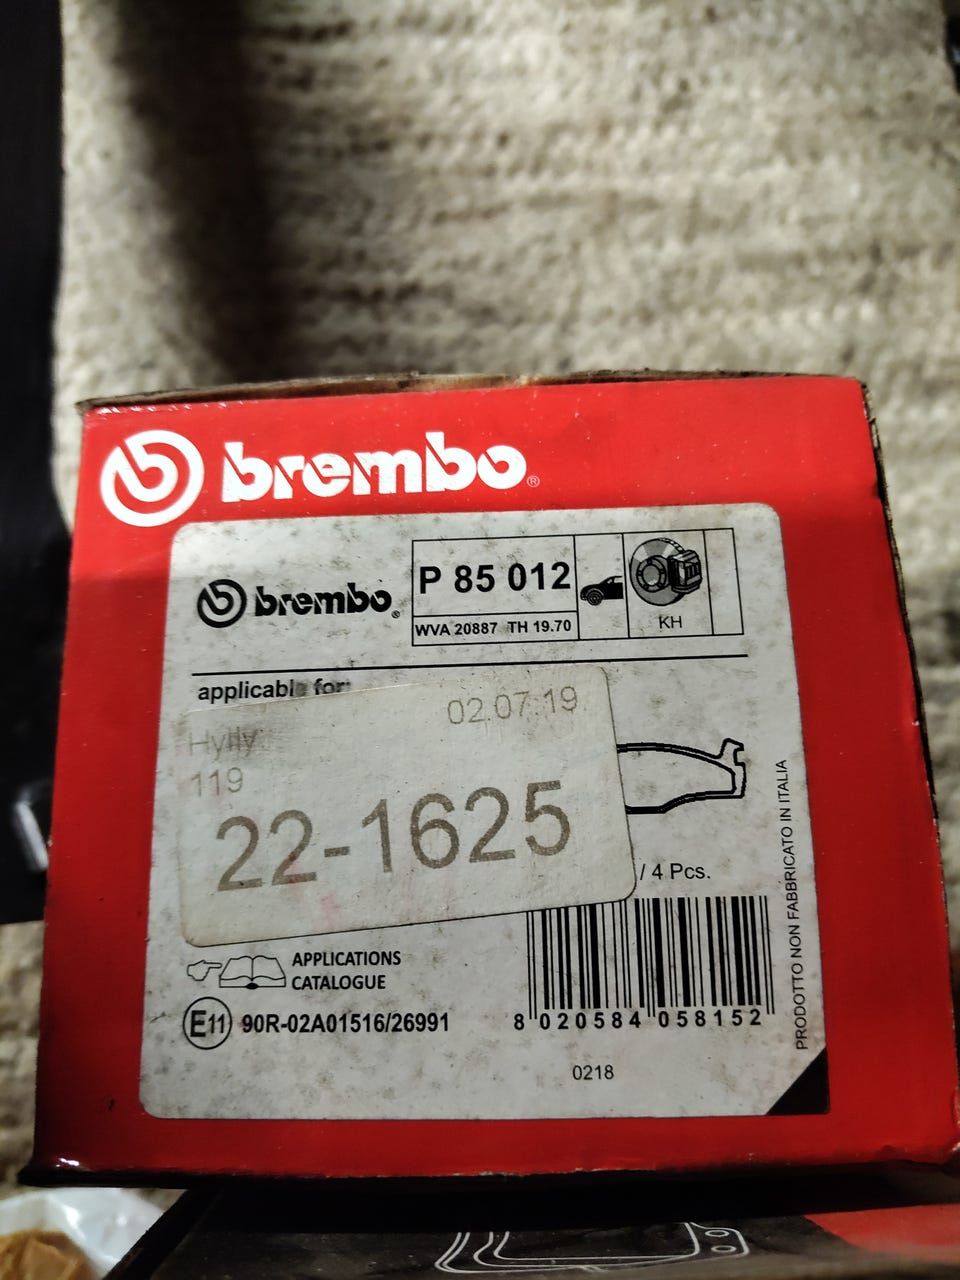 brembo®
brembo®
P 85 012
WVA 20887 TH 19.70
KH
applicable for:
02.07.19
Hylly:
119
22-1625
/ 4 Pcs.
APPLICATIONS
CATALOGUE
E11 90R-02A01516/26991
8 020584 058152
0218
PRODOTTO NON FABBRICATO IN ITALIA